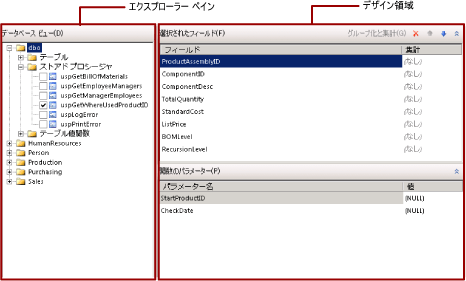 エクスプローラー ペイン
デザイン領域
データベース ビュー(D)
dbo
テーブル
ストアド プロシージャ
uspGetBillOfMaterials
uspGetEmployeeManagers
uspGetManagerEmployees
uspGetWhereUsedProductID
uspLogError
uspPrintError
テーブル値関数
HumanResources
Person
Production
Purchasing
Sales
選択されたフィールド(F)
グループ化と集計(G)
フィールド 集計
ProductAssemblyID (なし)
ComponentID (なし)
ComponentDesc (なし)
TotalQuantity (なし)
StandardCost (なし)
ListPrice (なし)
BOMLevel (なし)
RecursionLevel (なし)
関数のパラメーター(P)
パラメーター名 値
StartProductID (NULL)
CheckDate (NULL)